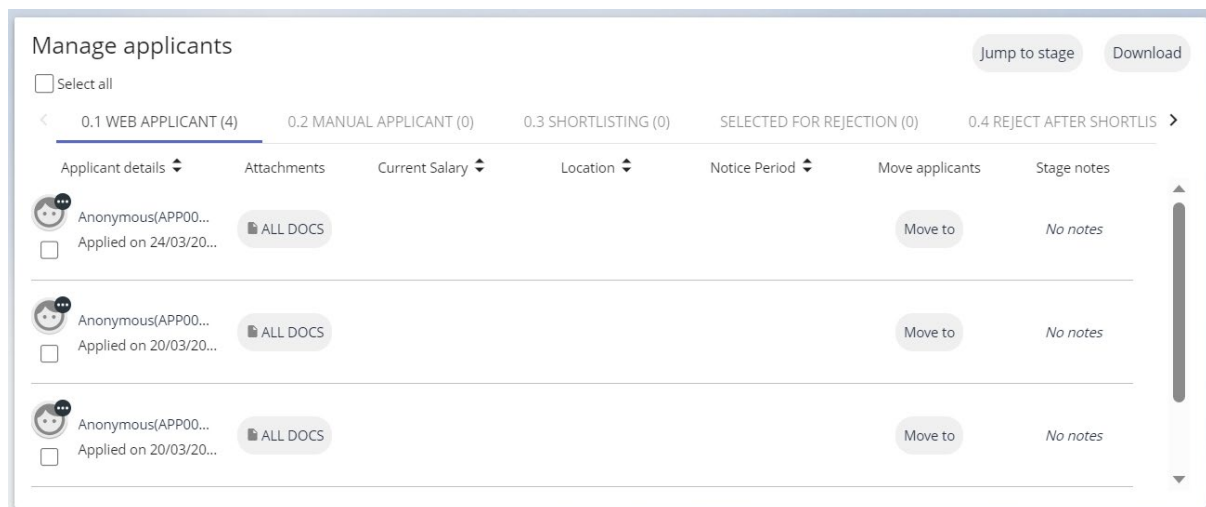 Manage applicants
Jump to stage
Download
Select all
0.1 WEB APPLICANT (4) 0.2 MANUAL APPLICANT (0) 0.3 SHORTLISTING (0) SELECTED FOR REJECTION (0) 0.4 REJECT AFTER SHORTLIS
Applicant details Attachments Current Salary Location Notice Period Move applicants Stage notes
Anonymous(APP00...
Applied on 24/03/20...
ALL DOCS
Move to
No notes
Anonymous(APP00...
Applied on 20/03/20...
ALL DOCS
Move to
No notes
Anonymous(APP00...
Applied on 20/03/20...
ALL DOCS
Move to
No notes